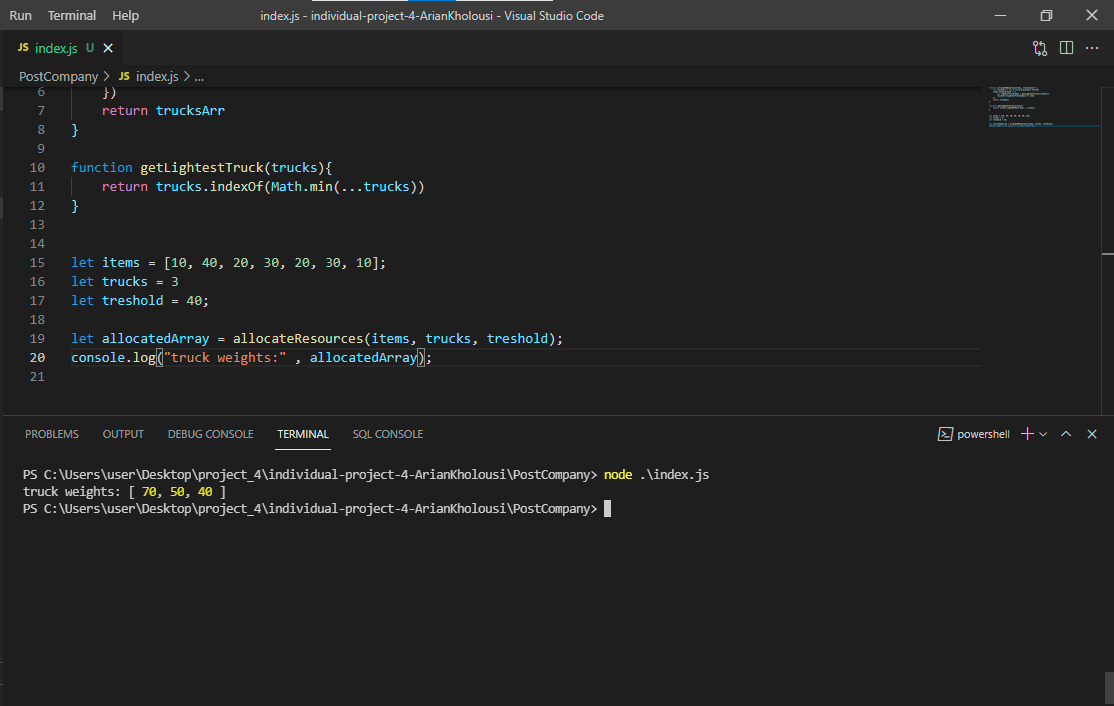 Run Terminal Help index.js - individual-project-4-ArianKholousi - Visual Studio Code
JS index.js U
PostCompany > JS index.js > ...
6 })
7 return trucksArr
8 }
9
10 function getLightestTruck(trucks){
11 return trucks.indexOf(Math.min(...trucks))
12 }
13
14
15 let items = [10, 40, 20, 30, 20, 30, 10];
16 let trucks = 3
17 let treshold = 40;
18
19 let allocatedArray = allocateResources(items, trucks, treshold);
20 console.log("truck weights:" , allocatedArray);
21
PROBLEMS OUTPUT DEBUG CONSOLE TERMINAL SQL CONSOLE powershell
PS C:\Users\user\Desktop\project_4\individual-project-4-ArianKholousi\PostCompany> node .\index.js
truck weights: [ 70, 50, 40 ]
PS C:\Users\user\Desktop\project_4\individual-project-4-ArianKholousi\PostCompany>